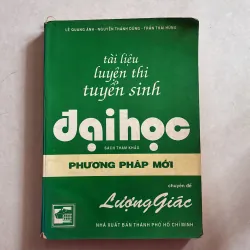 LÊ QUANG ÁNH - NGUYỄN THÀNH DŨNG - TRẦN THÁI HÙNG
tài liệu
luyện thi
tuyển sinh
đại học
SÁCH THAM KHẢO
PHƯƠNG PHÁP MỚI
chuyên đề
Lượng Giác
NHÀ XUẤT BẢN THÀNH PHỐ HỒ CHÍ MINH